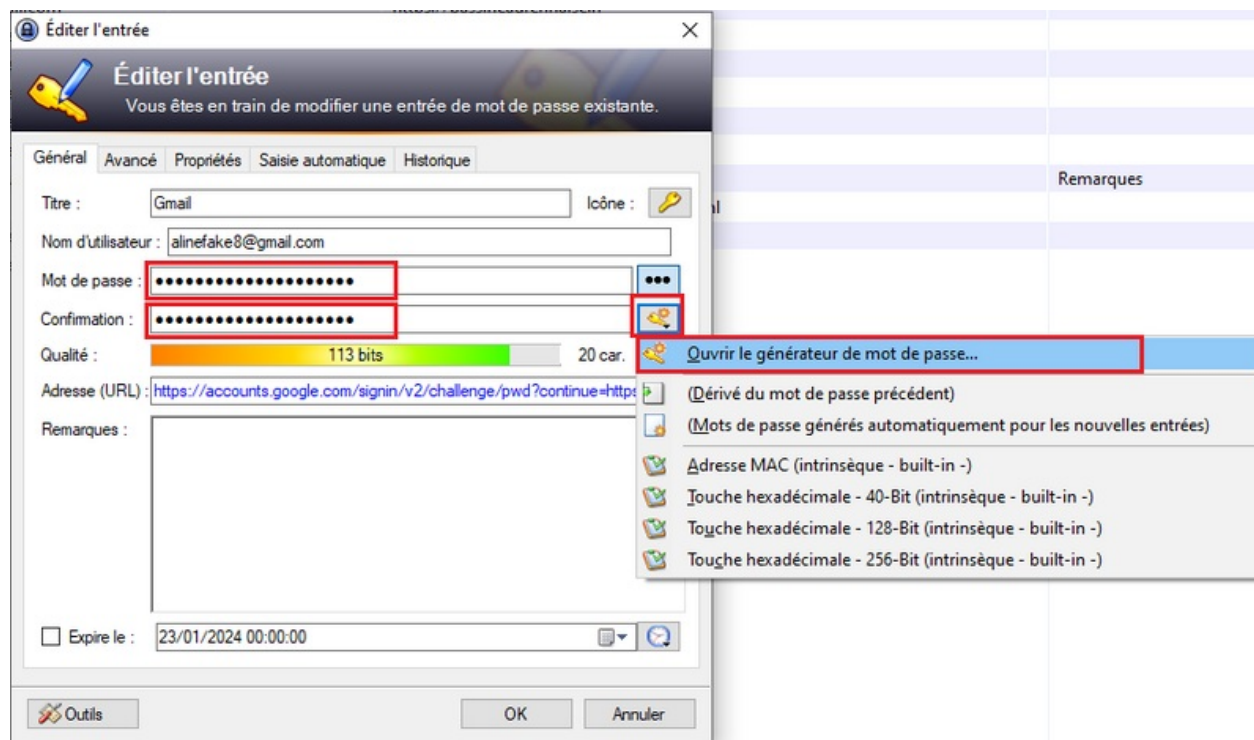 Éditer l'entrée
Éditer l'entrée
Vous êtes en train de modifier une entrée de mot de passe existante.
Général Avancé Propriétés Saisie automatique Historique
Remarques
Titre : Gmail Icône :
Nom d'utilisateur : alinefake8@gmail.com
Mot de passe : ●●●●●●●●●●●●●●●●●●●● ●●●
Confirmation : ●●●●●●●●●●●●●●●●●●●●
Qualité : 113 bits 20 car.
Ouvrir le générateur de mot de passe...
Adresse (URL) : https://accounts.google.com/signin/v2/challenge/pwd?continue=https
(Dérivé du mot de passe précédent)
Remarques :
(Mots de passe générés automatiquement pour les nouvelles entrées)
Adresse MAC (intrinsèque - built-in -)
Touche hexadécimale - 40-Bit (intrinsèque - built-in -)
Touche hexadécimale - 128-Bit (intrinsèque - built-in -)
Touche hexadécimale - 256-Bit (intrinsèque - built-in -)
Expire le : 23/01/2024 00:00:00
Outils OK Annuler